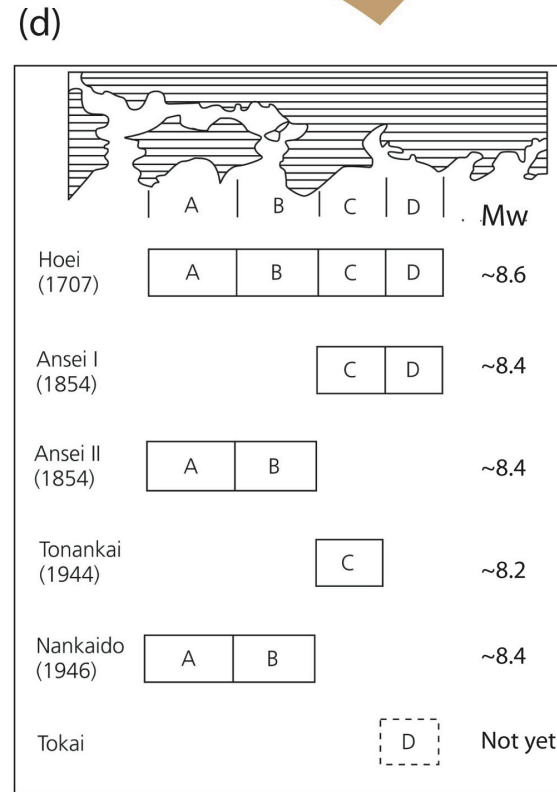 (d)
A B C D
Mw
Hoei
(1707)
A B C D
~8.6
Ansei I
(1854)
C D
~8.4
Ansei II
(1854)
A B
~8.4
Tonankai
(1944)
C
~8.2
Nankaido
(1946)
A B
~8.4
Tokai
D
Not yet